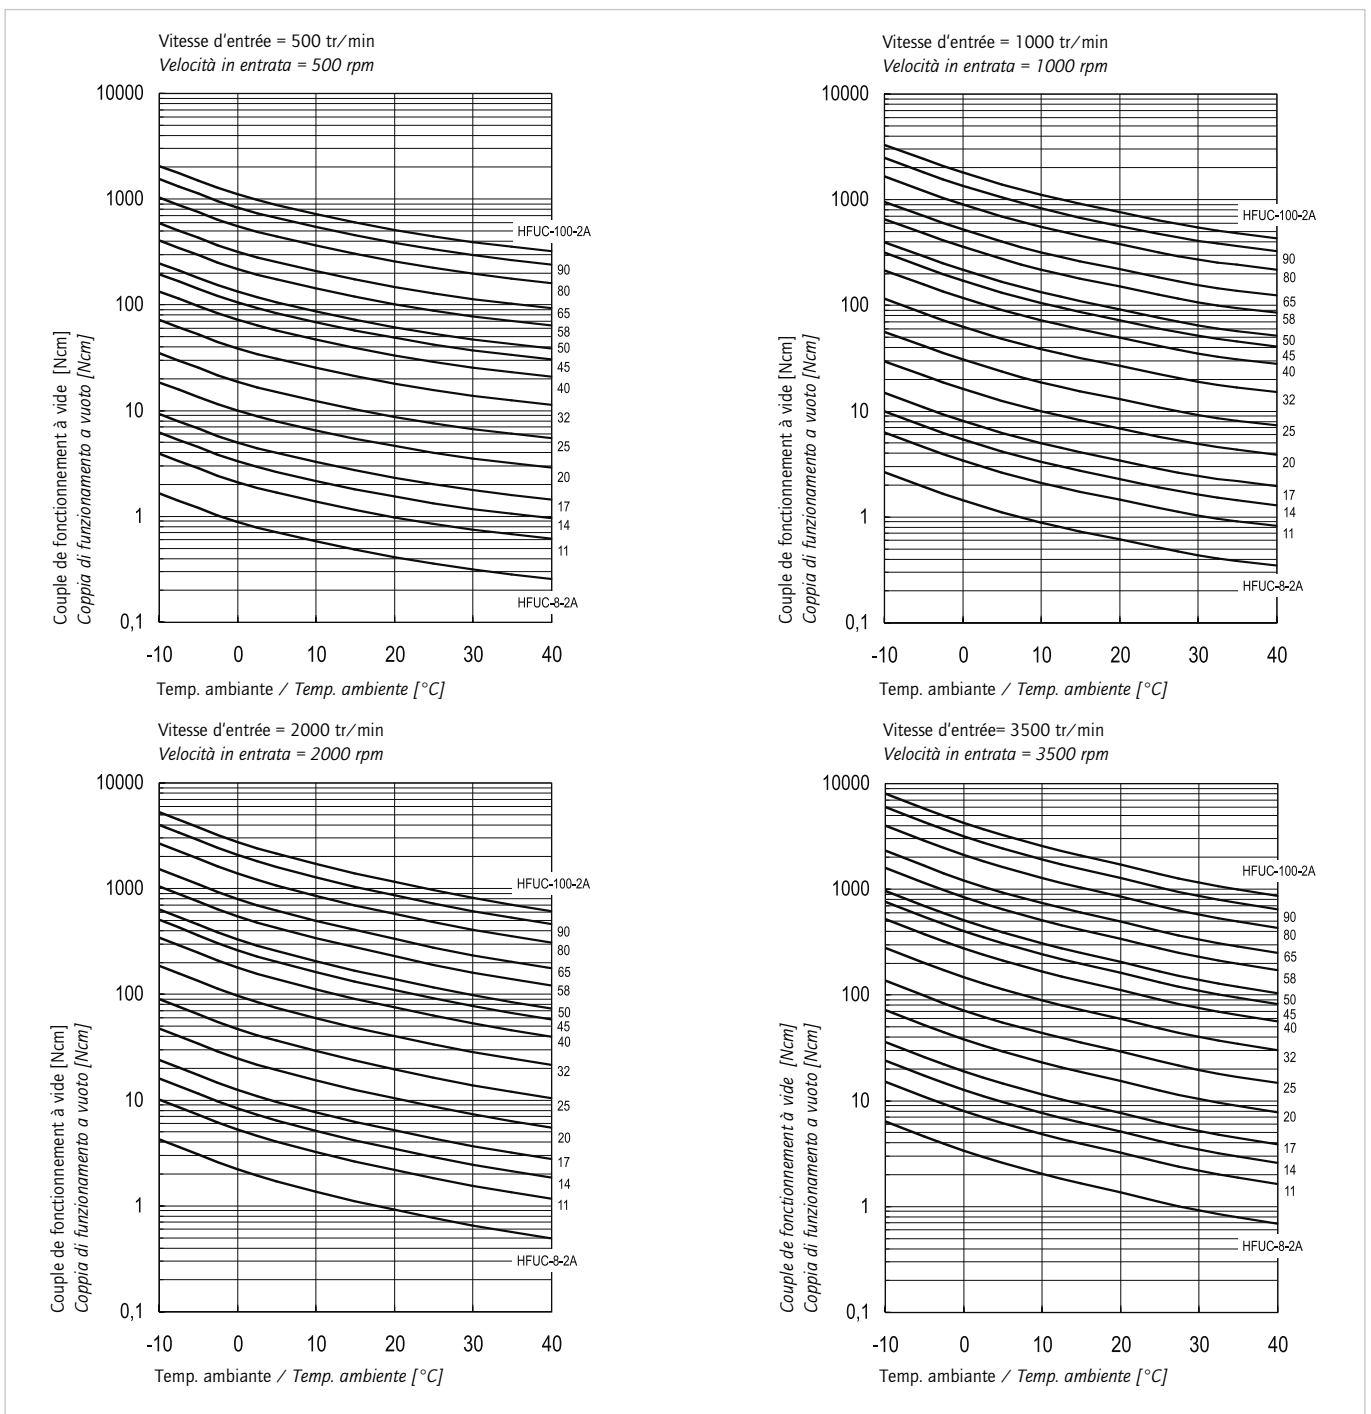 Vitesse d'entrée = 500 tr/min
Velocità in entrata = 500 rpm
10000
1000
100
10
1
0,1
Couple de fonctionnement à vide [Ncm]
Coppia di funzionamento a vuoto [Ncm]
HFUC-100-2A
90
80
65
58
50
45
40
32
25
20
17
14
11
HFUC-8-2A
-10 0 10 20 30 40
Temp. ambiante / Temp. ambiente [°C]
Vitesse d'entrée = 1000 tr/min
Velocità in entrata = 1000 rpm
10000
1000
100
10
1
0,1
Couple de fonctionnement à vide [Ncm]
Coppia di funzionamento a vuoto [Ncm]
HFUC-100-2A
90
80
65
58
50
45
40
32
25
20
17
14
11
HFUC-8-2A
-10 0 10 20 30 40
Temp. ambiante / Temp. ambiente [°C]
Vitesse d'entrée = 2000 tr/min
Velocità in entrata = 2000 rpm
10000
1000
100
10
1
0,1
Couple de fonctionnement à vide [Ncm]
Coppia di funzionamento a vuoto [Ncm]
HFUC-100-2A
90
80
65
58
50
45
40
32
25
20
17
14
11
HFUC-8-2A
-10 0 10 20 30 40
Temp. ambiante / Temp. ambiente [°C]
Vitesse d'entrée= 3500 tr/min
Velocità in entrata = 3500 rpm
10000
1000
100
10
1
0,1
Couple de fonctionnement à vide [Ncm]
Coppia di funzionamento a vuoto [Ncm]
HFUC-100-2A
90
80
65
58
50
45
40
32
25
20
17
14
11
HFUC-8-2A
-10 0 10 20 30 40
Temp. ambiante / Temp. ambiente [°C]